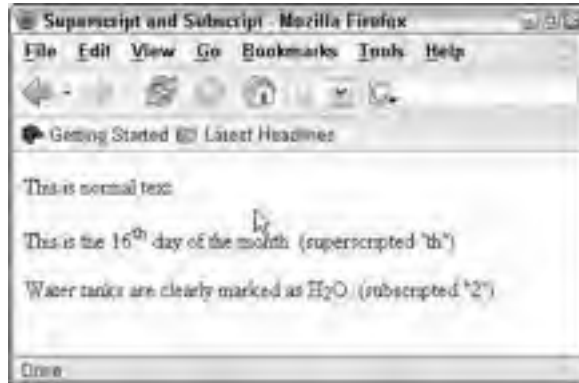 Superscript and Subscript - Mozilla Firefox
File Edit View Go Bookmarks Tools Help
Getting Started Latest Headlines
This is normal text.
This is the 16th day of the month. (superscripted "th")
Water tanks are clearly marked as H2O. (subscripted "2")
Done